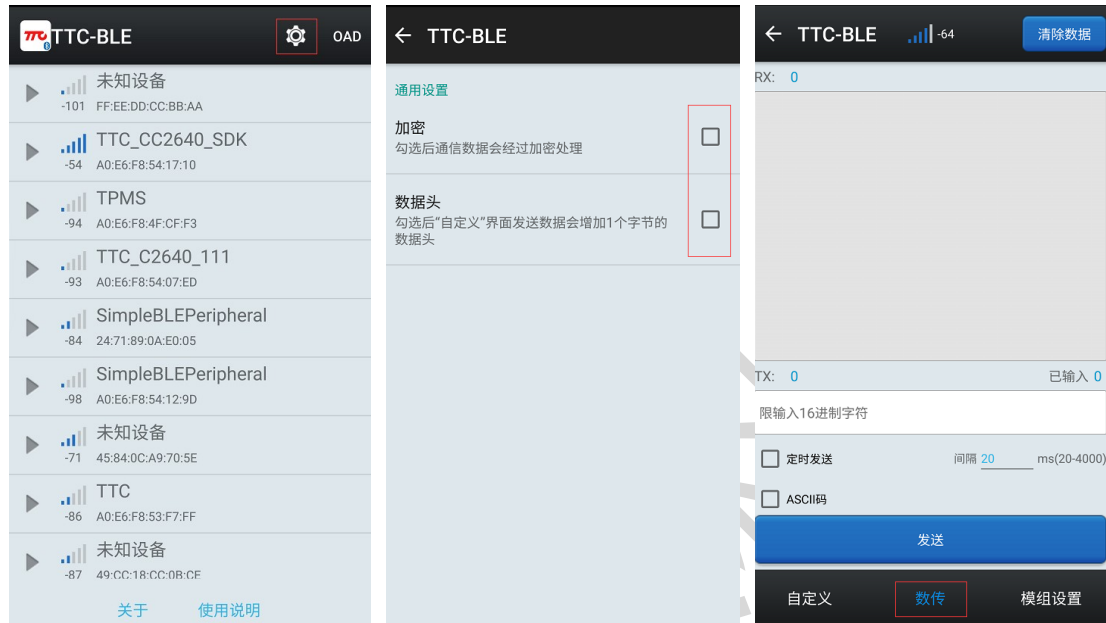 TTC TTC-BLE OAD
未知设备
-101 FF:EE:DD:CC:BB:AA
TTC_CC2640_SDK
-54 A0:E6:F8:54:17:10
TPMS
-94 A0:E6:F8:4F:CF:F3
TTC_C2640_111
-93 A0:E6:F8:54:07:ED
SimpleBLEPeripheral
-84 24:71:89:0A:E0:05
SimpleBLEPeripheral
-98 A0:E6:F8:54:12:9D
未知设备
-71 45:84:0C:A9:70:5E
TTC
-86 A0:E6:F8:53:F7:FF
未知设备
-87 49:CC:18:CC:0B:CE
关于 使用说明
TTC-BLE
通用设置
加密
勾选后通信数据会经过加密处理
数据头
勾选后“自定义”界面发送数据会增加1个字节的
数据头
TTC-BLE -64 清除数据
RX: 0
TX: 0 已输入 0
限输入16进制字符
定时发送 间隔 20 ms(20-4000)
ASCII码
发送
自定义 数传 模组设置